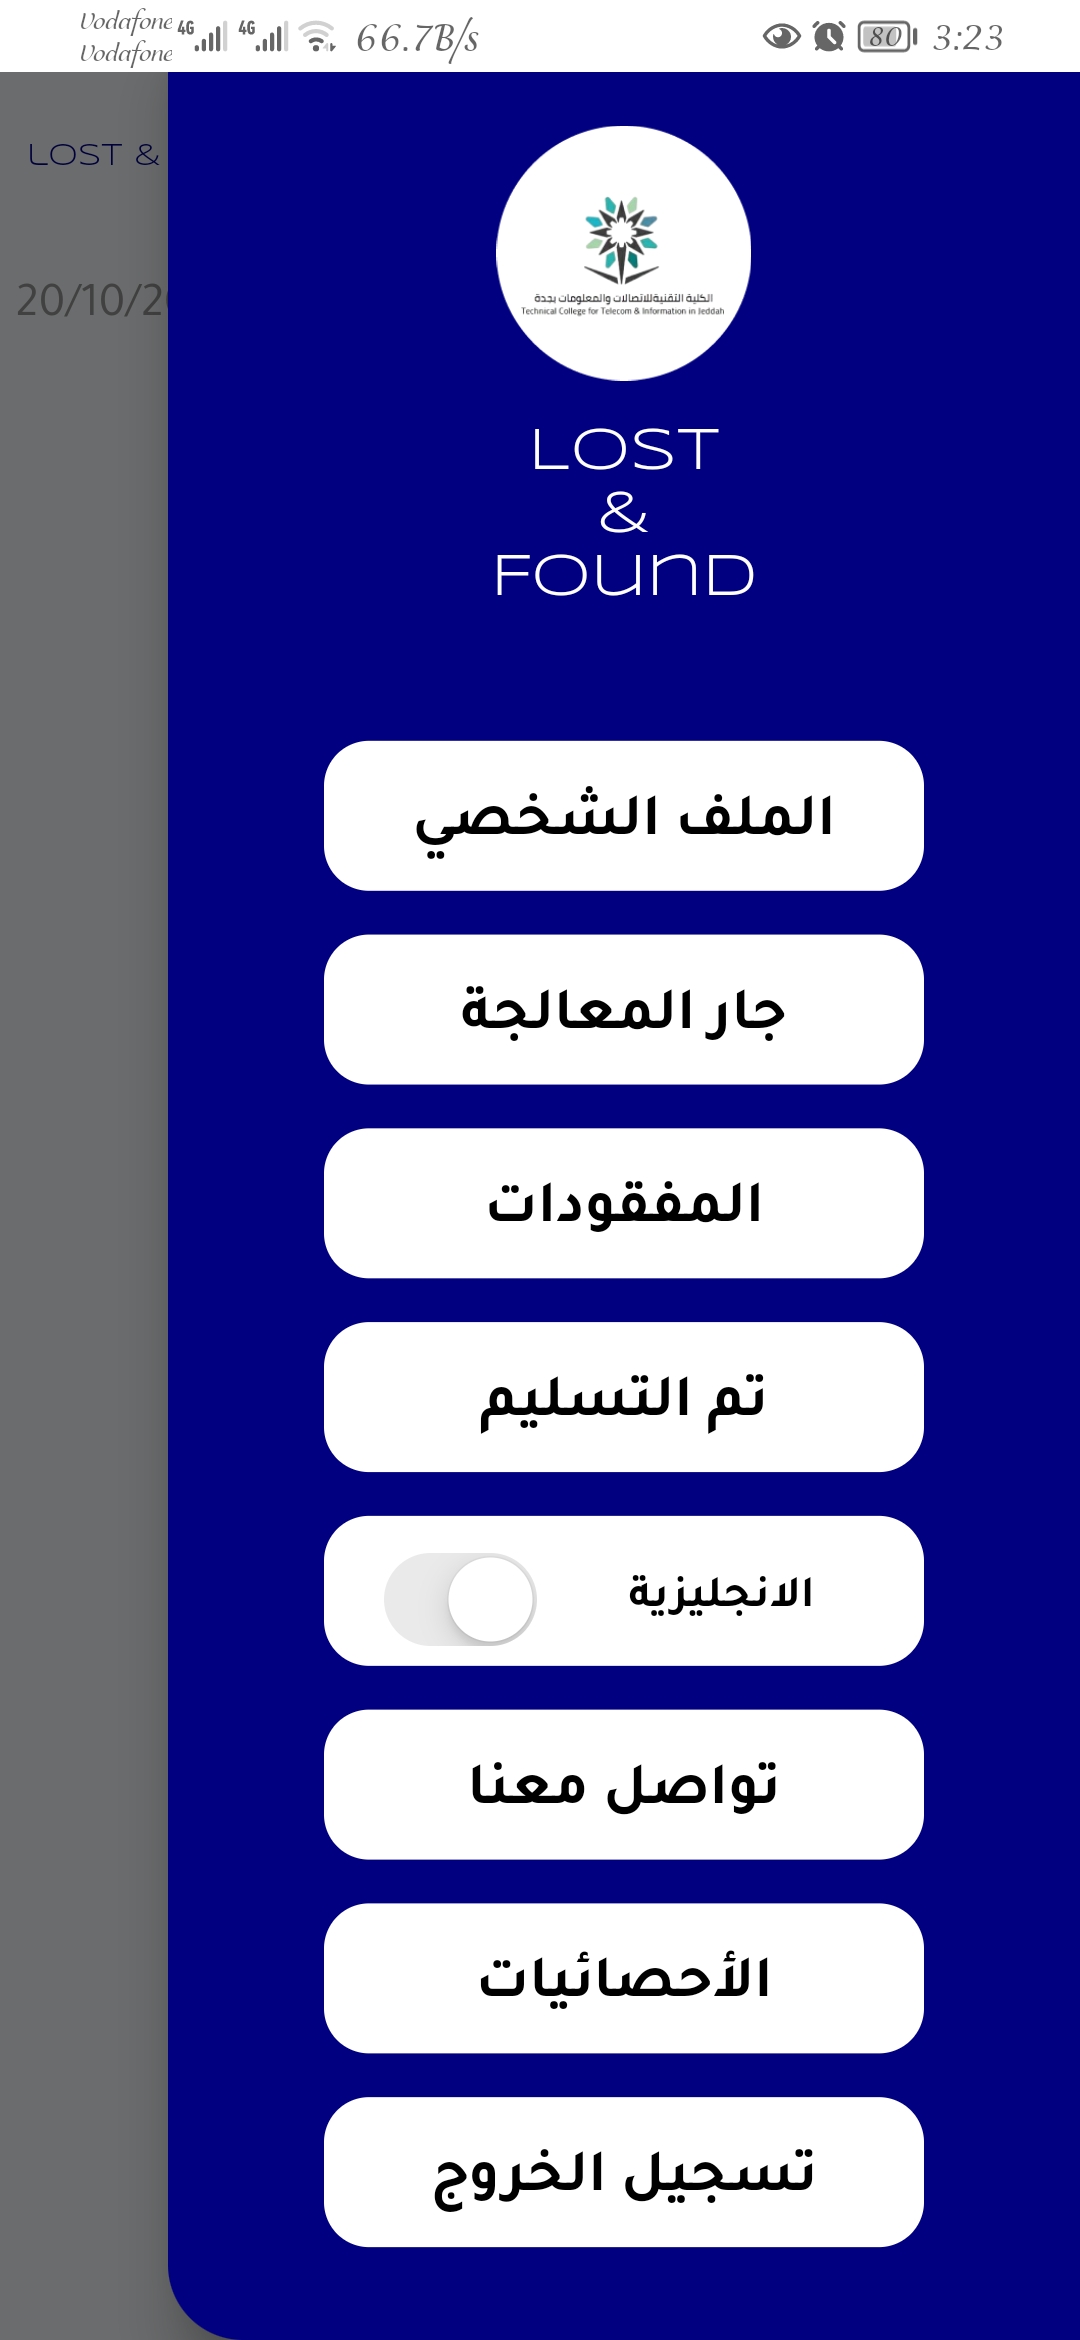 Vodafone 4G 4G 66.7B/s 80 3:23
Vodafone
LOST &
20/10/20
الكلية التقنية للاتصالات والمعلومات بجدة
Technical College for Telecom & Information in Jeddah
LOST
&
FOUND
الملف الشخصي
جار المعالجة
المفقودات
تم التسليم
الانجليزية
تواصل معنا
الأحصائيات
تسجيل الخروج